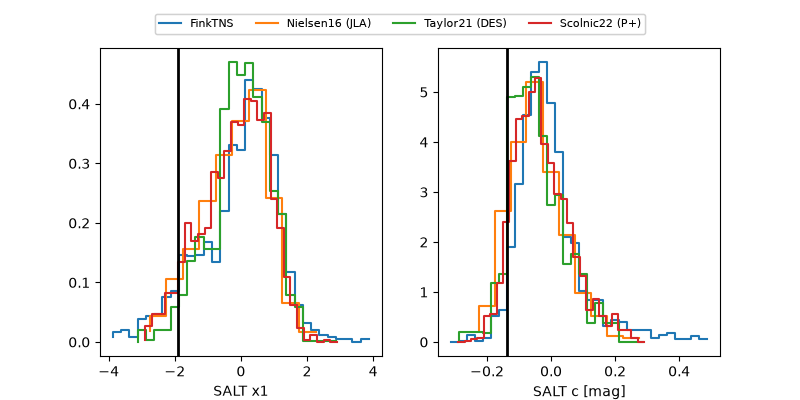 FinkTNS Nielsen16 (JLA) Taylor21 (DES) Scolnic22 (P+)
0.4
0.3
0.2
0.1
0.0
−4 −2 0 2 4
SALT x1
5
4
3
2
1
0
−0.2 0.0 0.2 0.4
SALT c [mag]